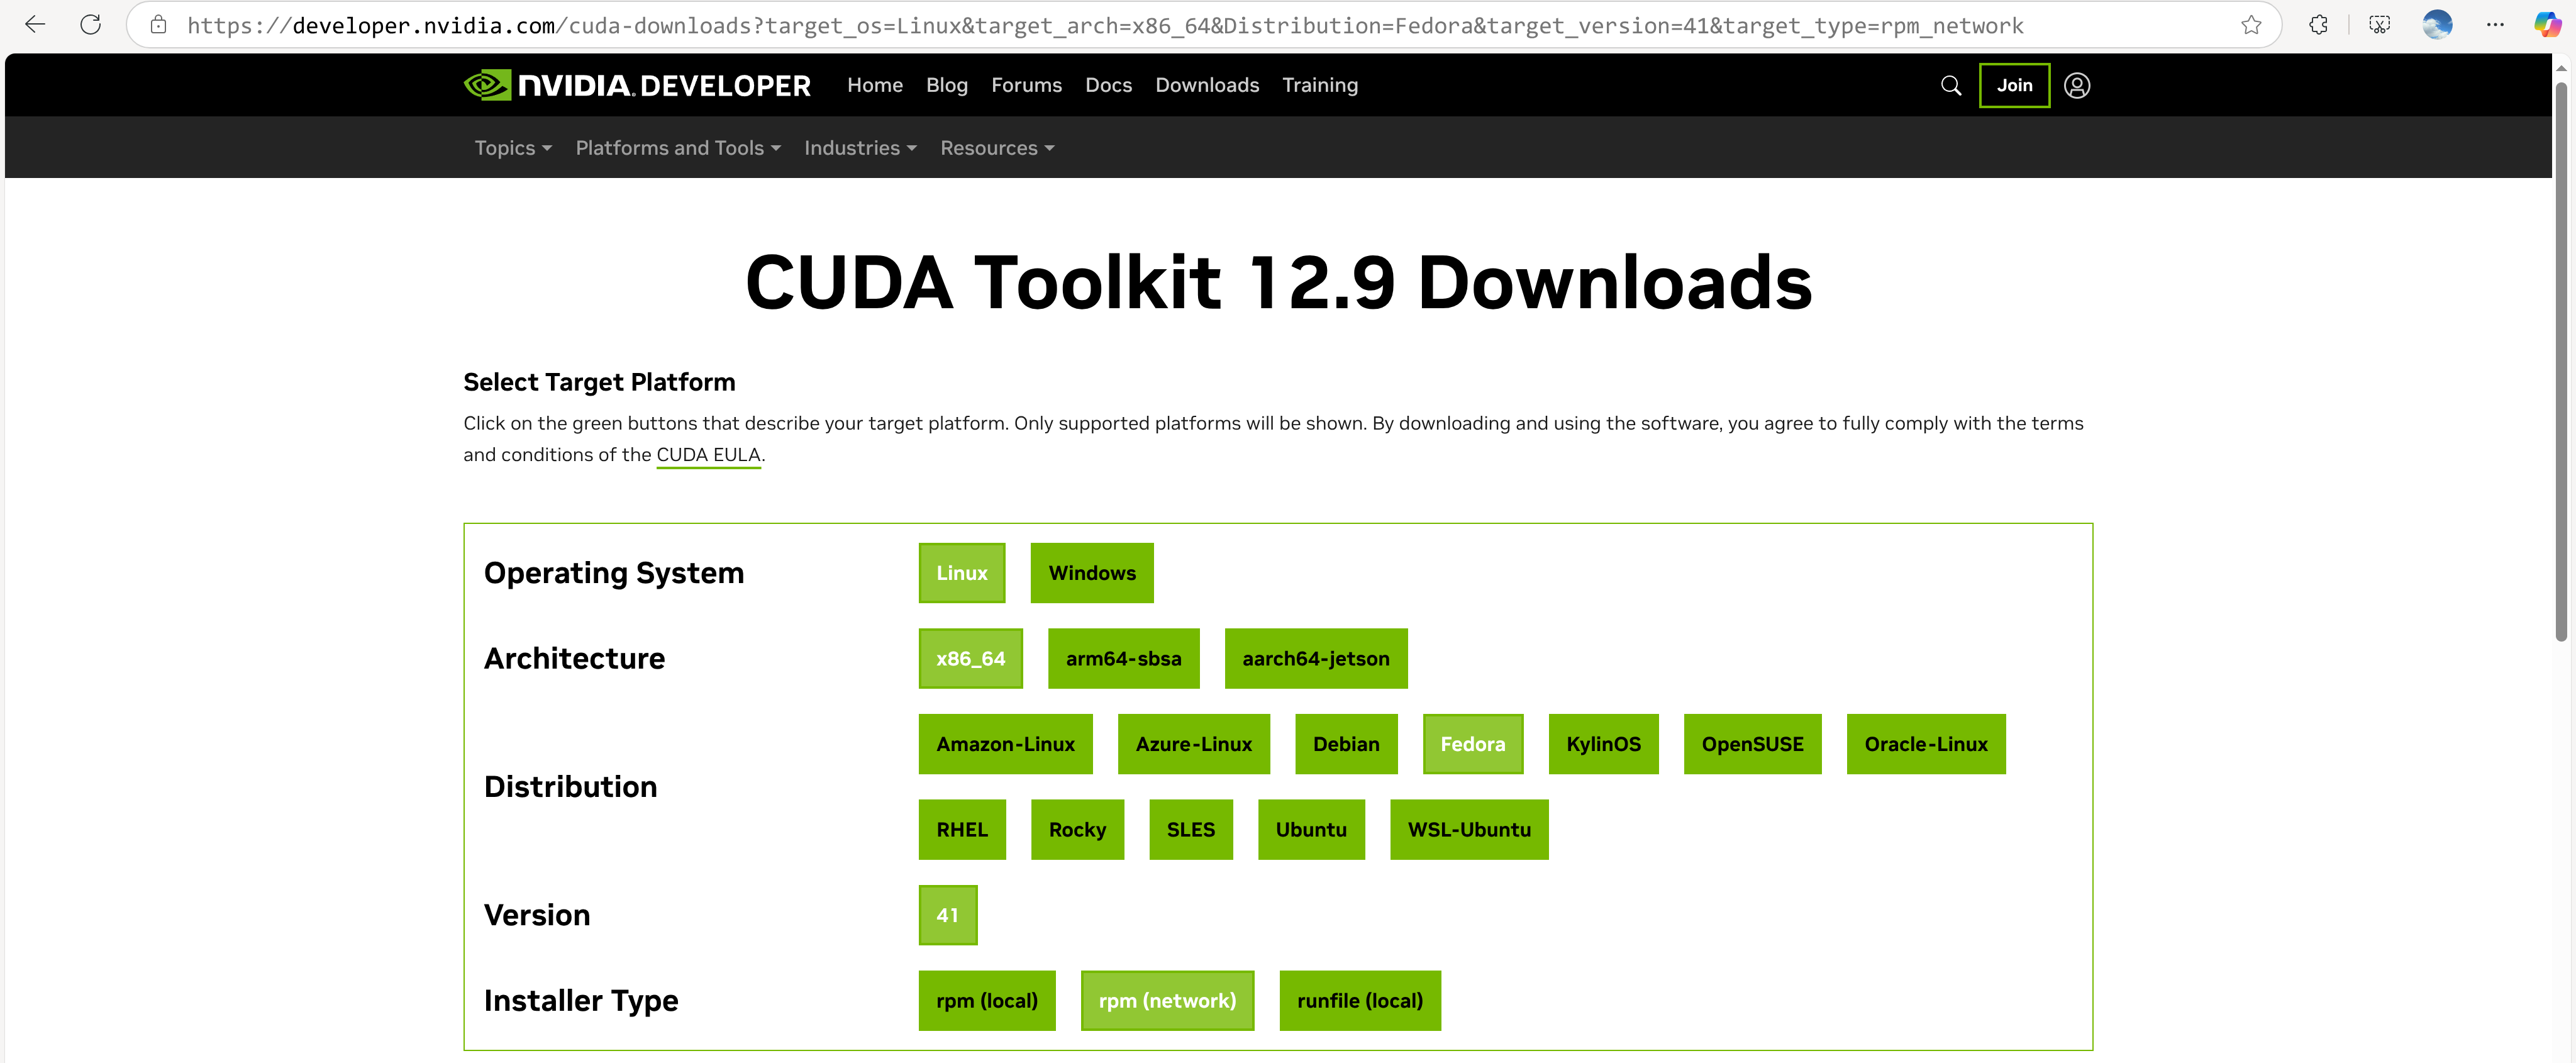 https://developer.nvidia.com/cuda-downloads?target_os=Linux&target_arch=x86_64&Distribution=Fedora&target_version=41&target_type=rpm_network
NVIDIA. DEVELOPER Home Blog Forums Docs Downloads Training Join
Topics Platforms and Tools Industries Resources
CUDA Toolkit 12.9 Downloads
Select Target Platform
Click on the green buttons that describe your target platform. Only supported platforms will be shown. By downloading and using the software, you agree to fully comply with the terms
and conditions of the CUDA EULA.
Operating System Linux Windows
Architecture x86_64 arm64-sbsa aarch64-jetson
Distribution Amazon-Linux Azure-Linux Debian Fedora KylinOS OpenSUSE Oracle-Linux
RHEL Rocky SLES Ubuntu WSL-Ubuntu
Version 41
Installer Type rpm (local) rpm (network) runfile (local)